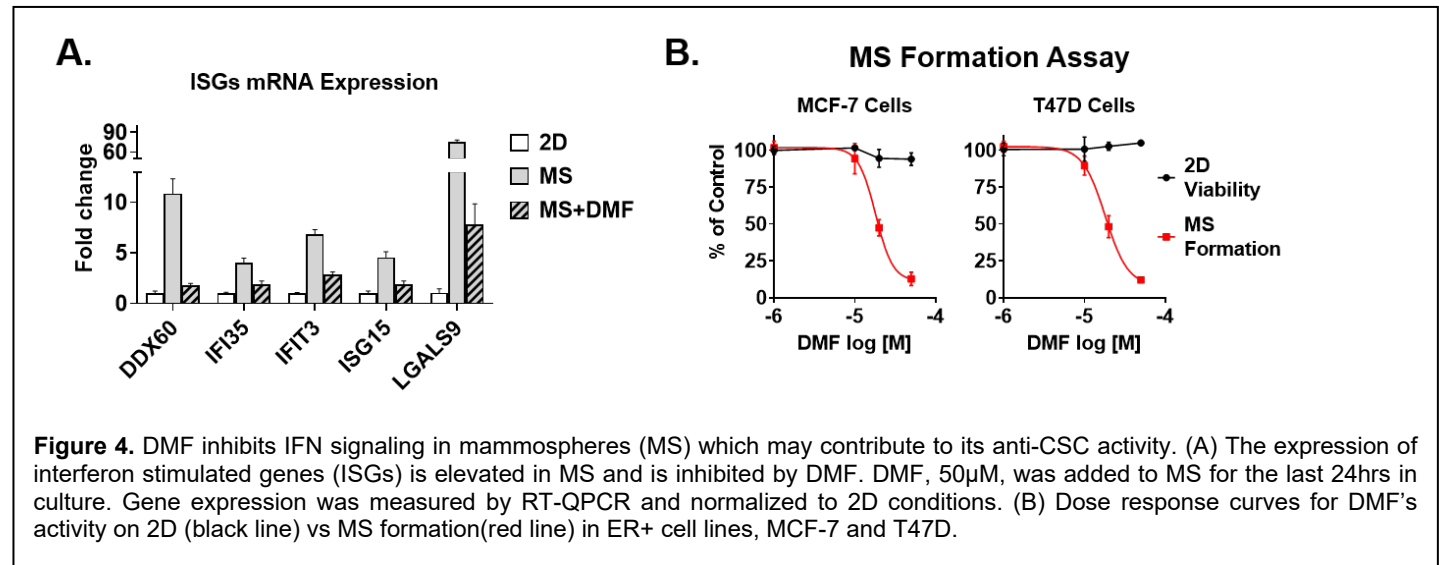 A.
ISGs mRNA Expression
Fold change
90
60
10
5
0
DDX60
IFI35
IFIT3
ISG15
LGALS9
2D
MS
MS+DMF
B.
MS Formation Assay
MCF-7 Cells
% of Control
100
75
50
25
0
-6
-5
-4
DMF log [M]
T47D Cells
100
75
50
25
0
-6
-5
-4
DMF log [M]
2D
Viability
MS
Formation
Figure 4. DMF inhibits IFN signaling in mammospheres (MS) which may contribute to its anti-CSC activity. (A) The expression of
interferon stimulated genes (ISGs) is elevated in MS and is inhibited by DMF. DMF, 50µM, was added to MS for the last 24hrs in
culture. Gene expression was measured by RT-QPCR and normalized to 2D conditions. (B) Dose response curves for DMF's
activity on 2D (black line) vs MS formation(red line) in ER+ cell lines, MCF-7 and T47D.